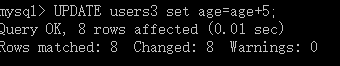 mysql> UPDATE users3 set age=age+5;
Query OK, 8 rows affected (0.01 sec)
Rows matched: 8  Changed: 8  Warnings: 0